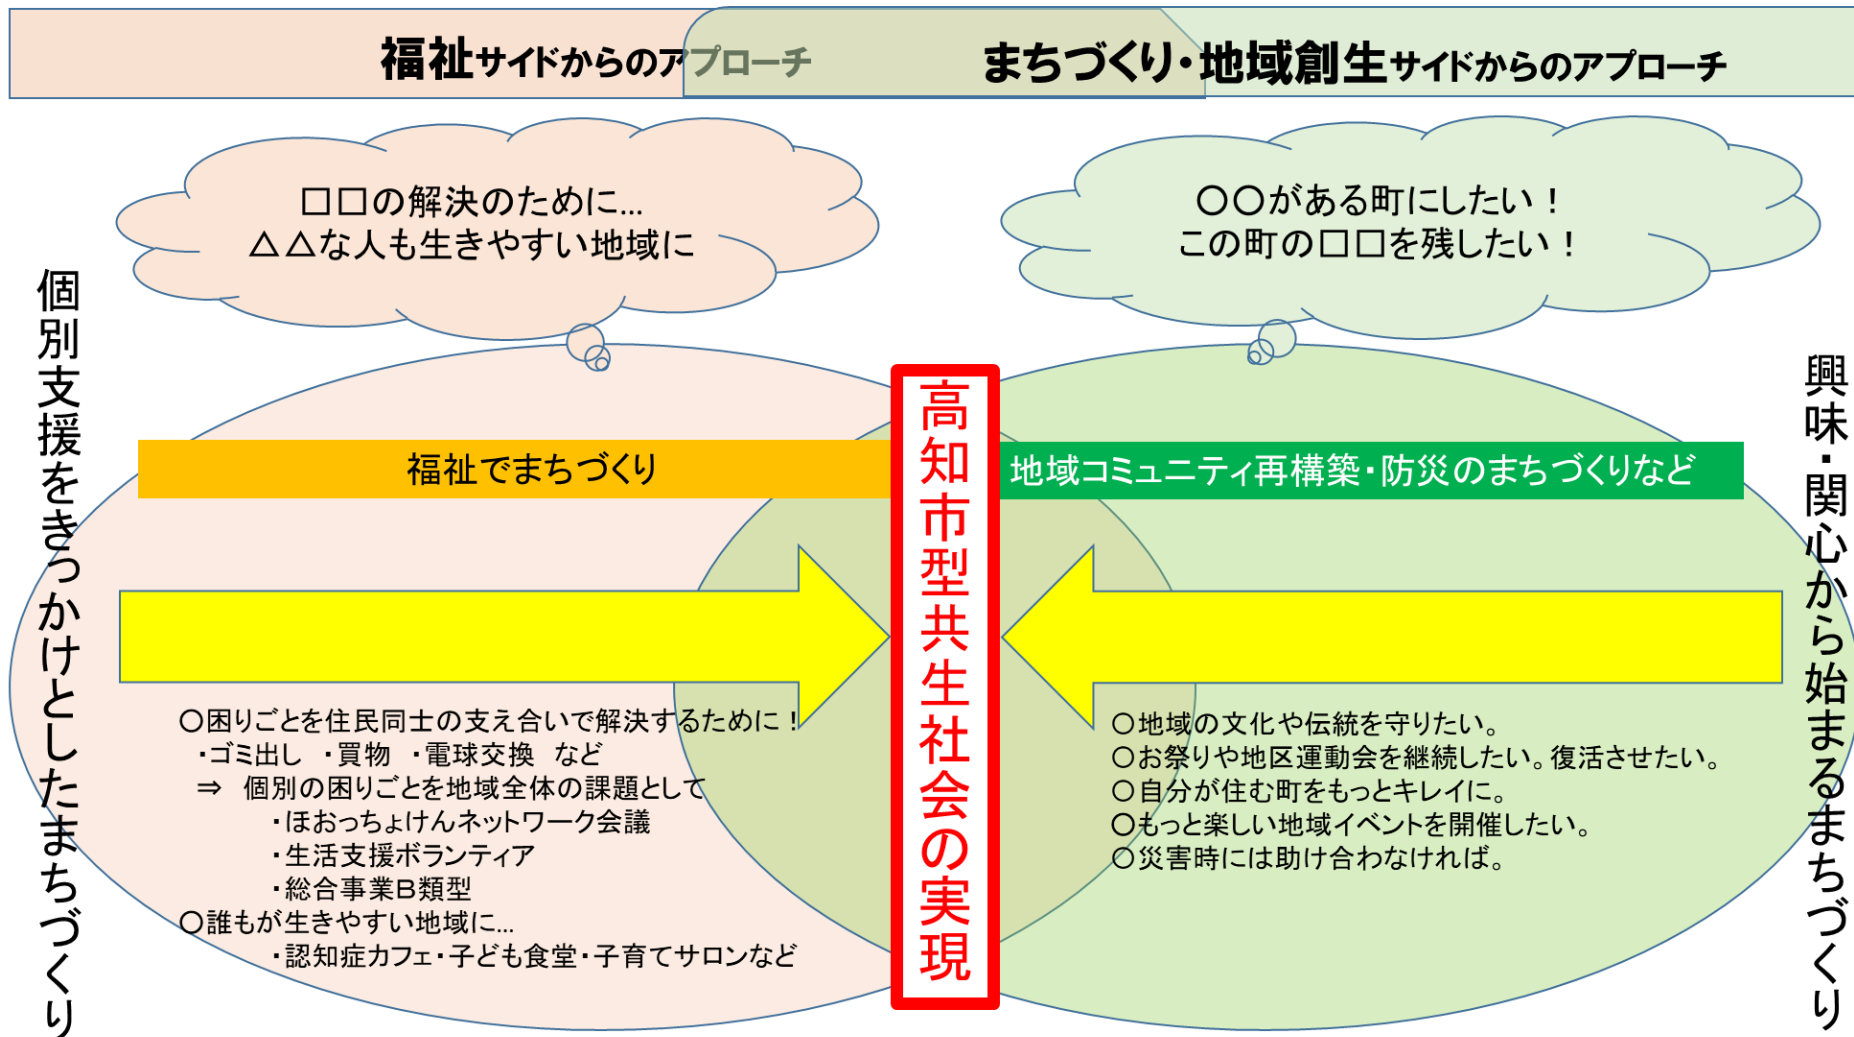 福祉サイドからのアプローチ
まちづくり・地域創生サイドからのアプローチ
□□の解決のために…
△△な人も生きやすい地域に
○○がある町にしたい！
この町の□□を残したい！
個別支援をきっかけとしたまちづくり
福祉でまちづくり
高知市型共生社会の実現
地域コミュニティ再構築・防災のまちづくりなど
興味・関心から始まるまちづくり
○困りごとを住民同士の支え合いで解決するために！
・ゴミ出し ・買物 ・電球交換 など
⇒ 個別の困りごとを地域全体の課題として
・ほおっちょけんネットワーク会議
・生活支援ボランティア
・総合事業Ｂ類型
○誰もが生きやすい地域に…
・認知症カフェ・子ども食堂・子育てサロンなど
○地域の文化や伝統を守りたい。
○お祭りや地区運動会を継続したい。復活させたい。
○自分が住む町をもっとキレイに。
○もっと楽しい地域イベントを開催したい。
○災害時には助け合わなければ。